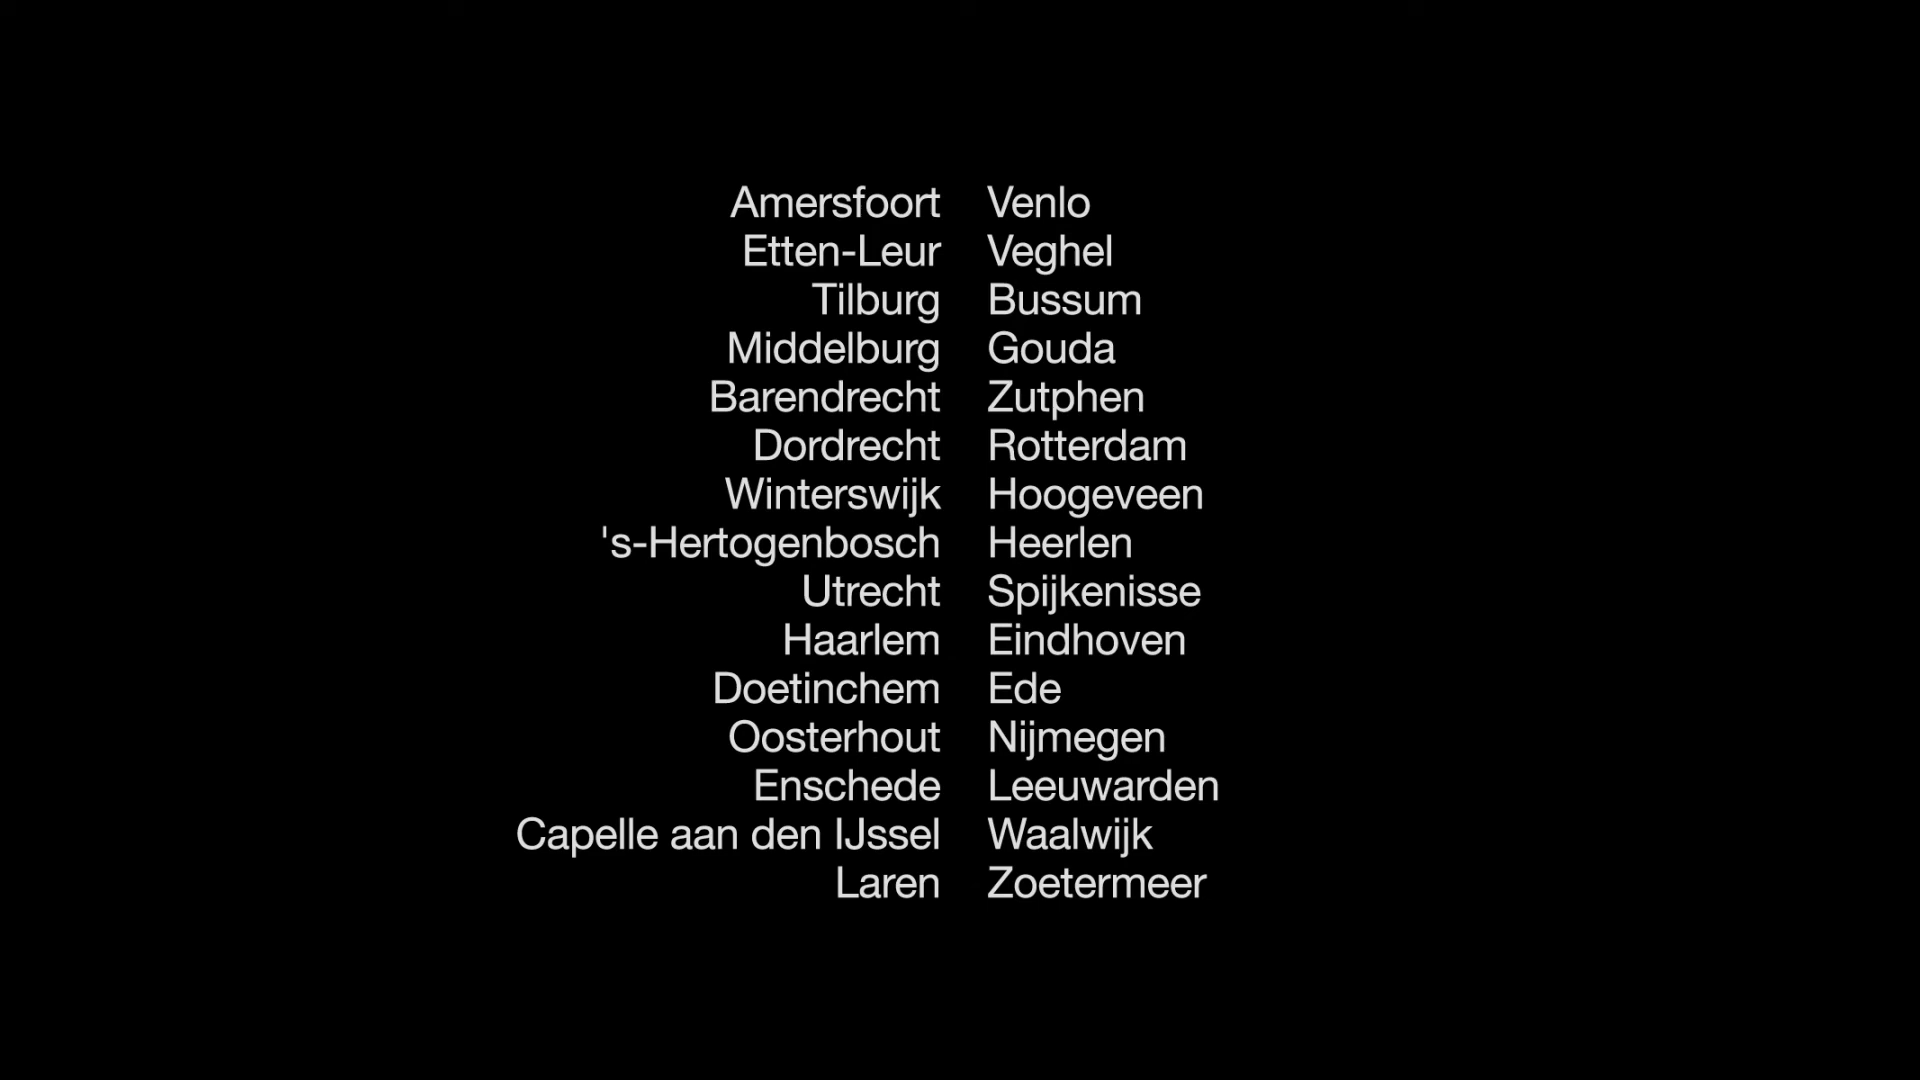 Amersfoort Venlo
Etten-Leur Veghel
Tilburg Bussum
Middelburg Gouda
Barendrecht Zutphen
Dordrecht Rotterdam
Winterswijk Hoogeveen
's-Hertogenbosch Heerlen
Utrecht Spijkenisse
Haarlem Eindhoven
Doetinchem Ede
Oosterhout Nijmegen
Enschede Leeuwarden
Capelle aan den IJssel Waalwijk
Laren Zoetermeer